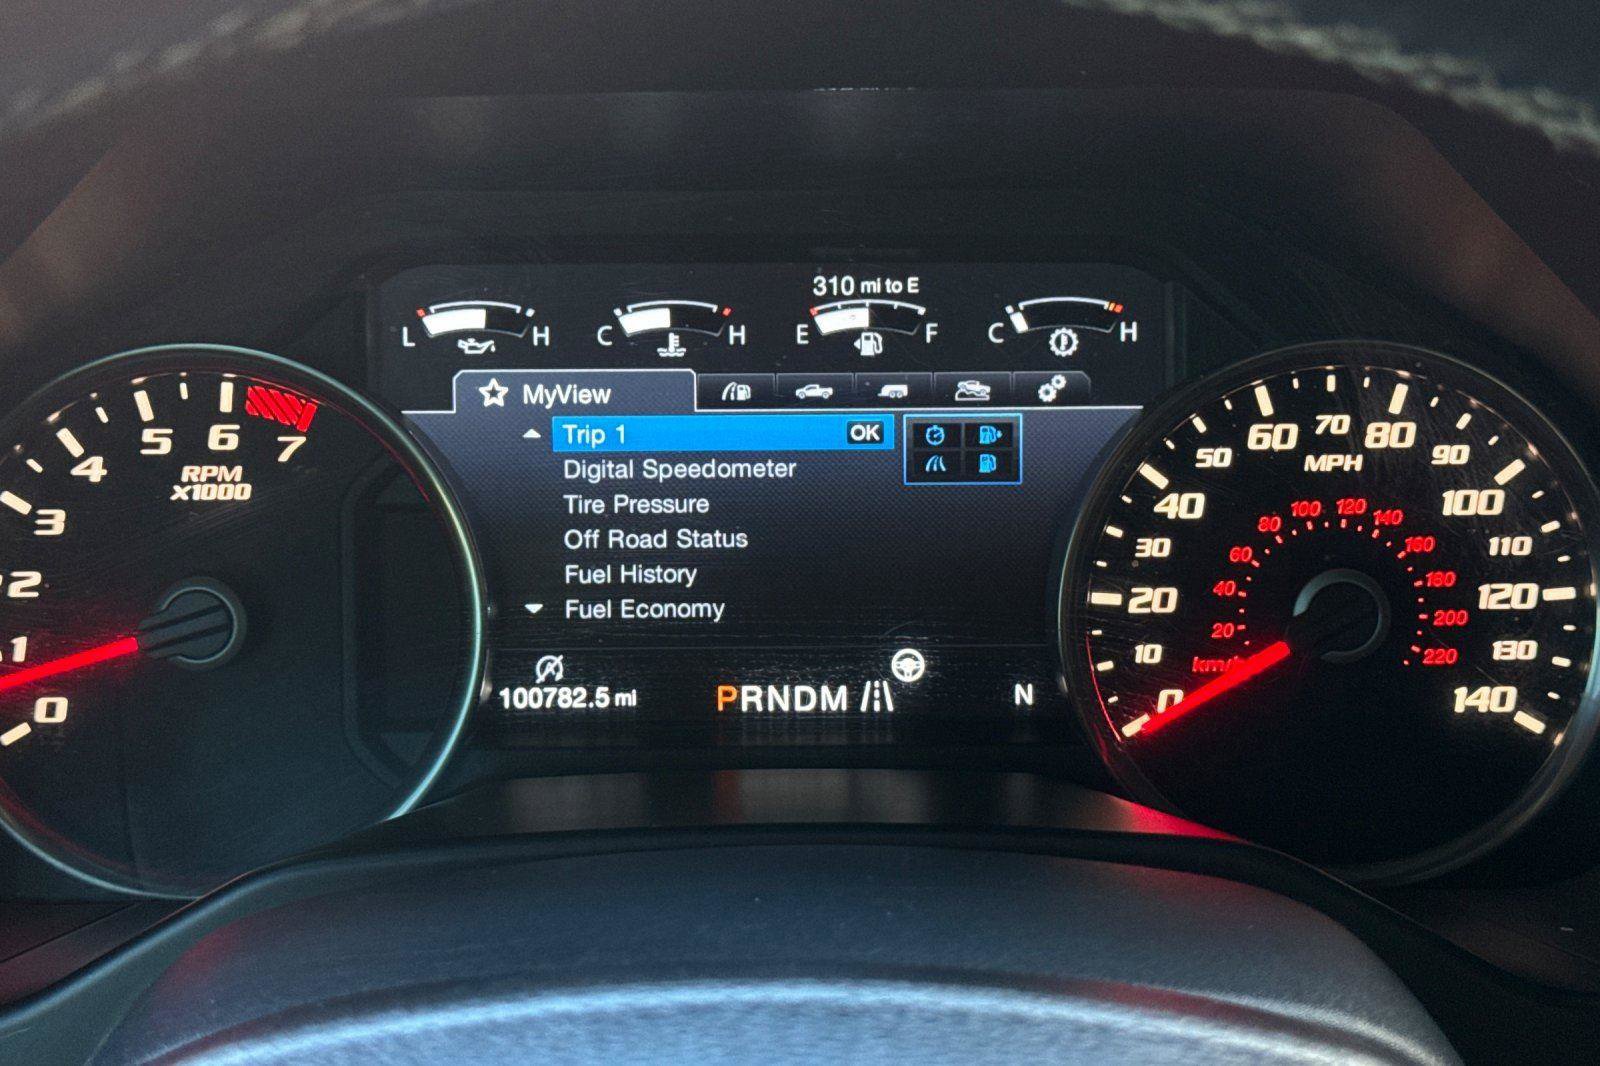 310 mi to E
L H C H E F C H
MyView
Trip 1 OK
Digital Speedometer
Tire Pressure
Off Road Status
Fuel History
Fuel Economy
100782.5 mi PRNDM N
0 1 2 3 4 5 6 7
RPM
X1000
0 10 20 30 40 50 60 70 80 90 100 110 120 130 140
MPH
km/h 20 40 60 80 100 120 140 160 180 200 220